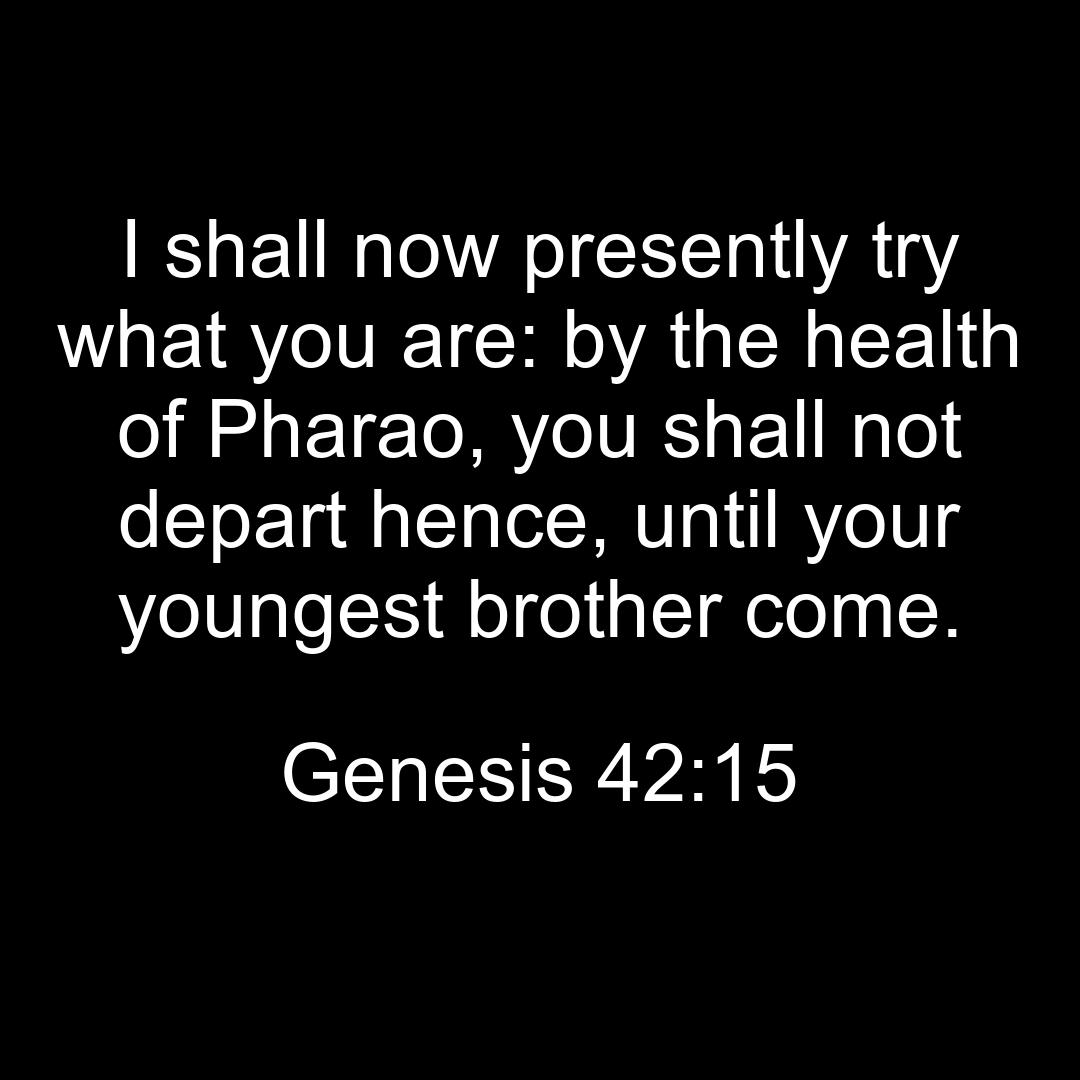 I shall now presently try
what you are: by the health
of Pharao, you shall not
depart hence, until your
youngest brother come.
Genesis 42:15